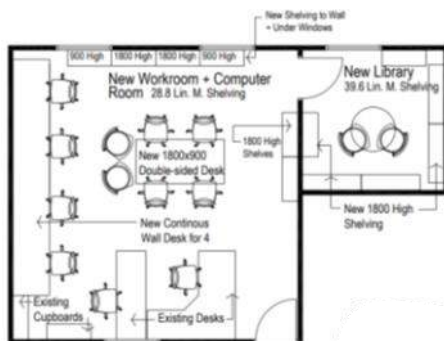 New Shelving to Wall
+ Under Windows
900 High
1800 High
1800 High
900 High
New Workroom + Computer
Room 28.8 Lin. M. Shelving
New Library
39.6 Lin. M. Shelving
1800 High
Shelves
New 1800x900
Double-sided Desk
New Continous
Wall Desk for 4
New 1800 High
Shelving
Existing
Cupboards
Existing Desks